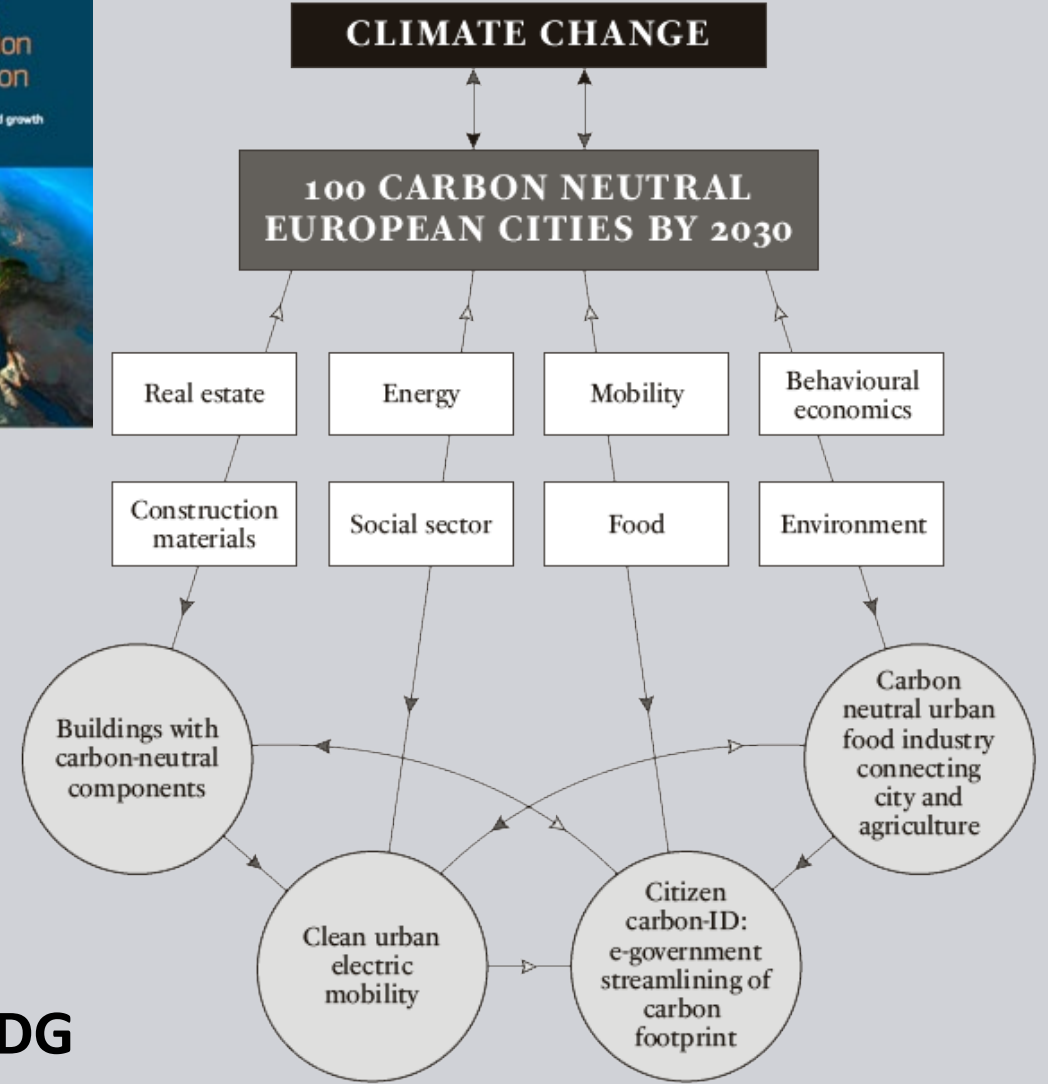 on
on
growth
CLIMATE CHANGE
100 CARBON NEUTRAL
EUROPEAN CITIES BY 2030
Real estate
Energy
Mobility
Behavioural
economics
Construction
materials
Social sector
Food
Environment
Buildings with
carbon-neutral
components
Carbon
neutral urban
food industry
connecting
city and
agriculture
Clean urban
electric
mobility
Citizen
carbon-ID:
e-government
streamlining of
carbon
footprint
DG